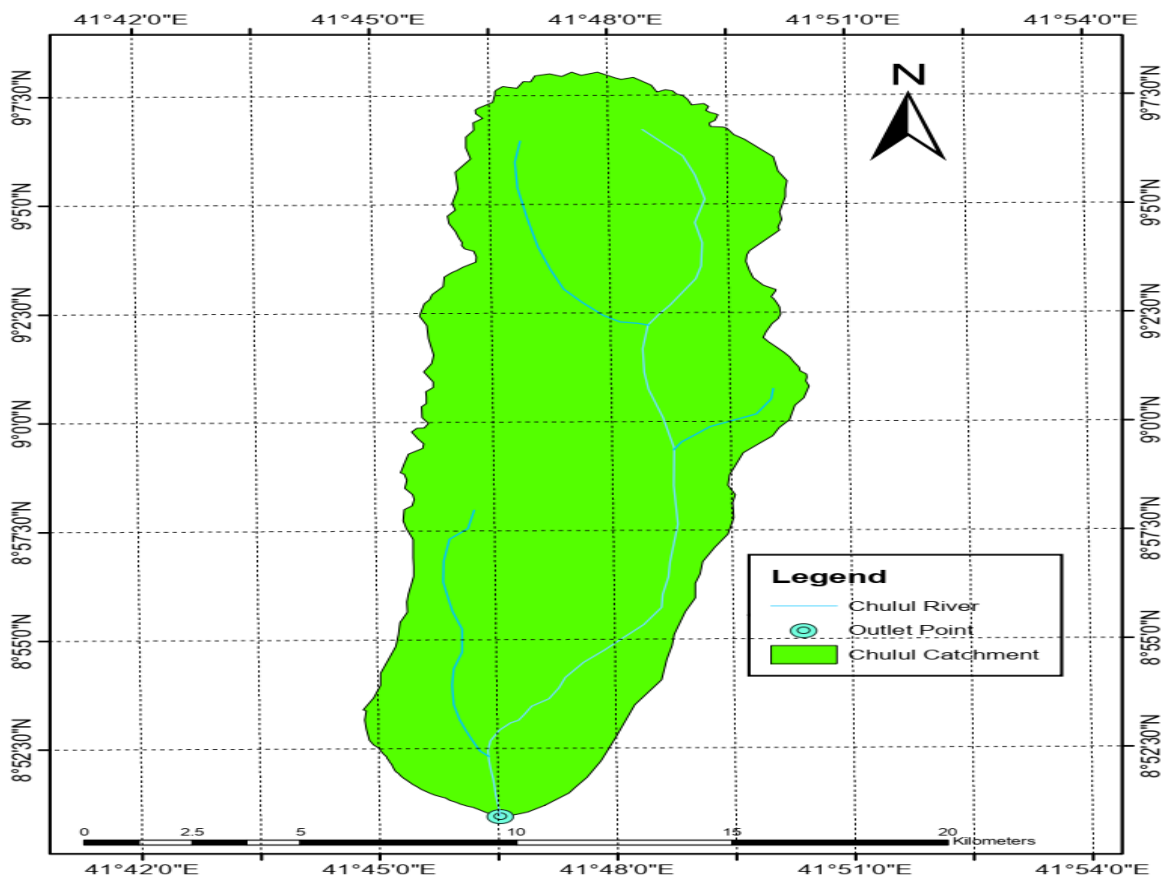 41°42'0"E 41°45'0"E 41°48'0"E 41°51'0"E 41°54'0"E
N
9°7'30"N 9°7'30"N
9°5'0"N 9°5'0"N
9°2'30"N 9°2'30"N
9°0'0"N 9°0'0"N
8°57'30"N 8°57'30"N
Legend
Chulul River
Outlet Point
8°55'0"N 8°55'0"N
Chulul Catchment
8°52'30"N 8°52'30"N
0 2.5 5 10 15 20
Kilometers
41°42'0"E 41°45'0"E 41°48'0"E 41°51'0"E 41°54'0"E